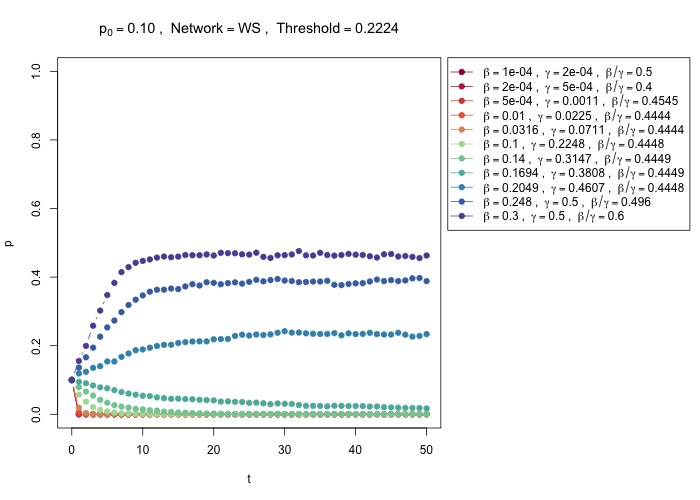 p0 = 0.10 , Network = WS , Threshold = 0.2224
β = 1e-04 , γ = 2e-04 , β/γ = 0.5
β = 2e-04 , γ = 5e-04 , β/γ = 0.4
β = 5e-04 , γ = 0.0011 , β/γ = 0.4545
β = 0.01 , γ = 0.0225 , β/γ = 0.4444
β = 0.0316 , γ = 0.0711 , β/γ = 0.4444
β = 0.1 , γ = 0.2248 , β/γ = 0.4448
β = 0.14 , γ = 0.3147 , β/γ = 0.4449
β = 0.1694 , γ = 0.3808 , β/γ = 0.4449
β = 0.2049 , γ = 0.4607 , β/γ = 0.4448
β = 0.248 , γ = 0.5 , β/γ = 0.496
β = 0.3 , γ = 0.5 , β/γ = 0.6
1.0
0.8
0.6
0.4
0.2
0.0
p
0 10 20 30 40 50
t